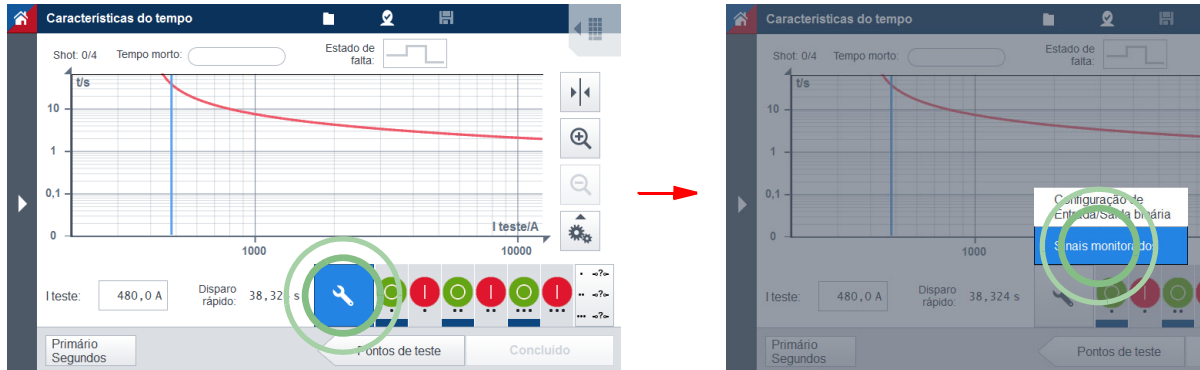 Características do tempo
Shot: 0/4
Tempo morto:
Estado de
falta:
t/s
10
1
0,1
0
1000
10000
I teste/A
I teste:
480,0 A
Disparo
rápido:
38,324 s
Primário
Segundos
Pontos de teste
Concluído
Características do tempo
Shot: 0/4
Tempo morto:
Estado de
falta:
t/s
10
1
0,1
0
1000
Configuração de
Entrada/Saída binária
Sinais monitorados
I teste:
480,0 A
Disparo
rápido:
38,324 s
Primário
Segundos
Pontos de teste